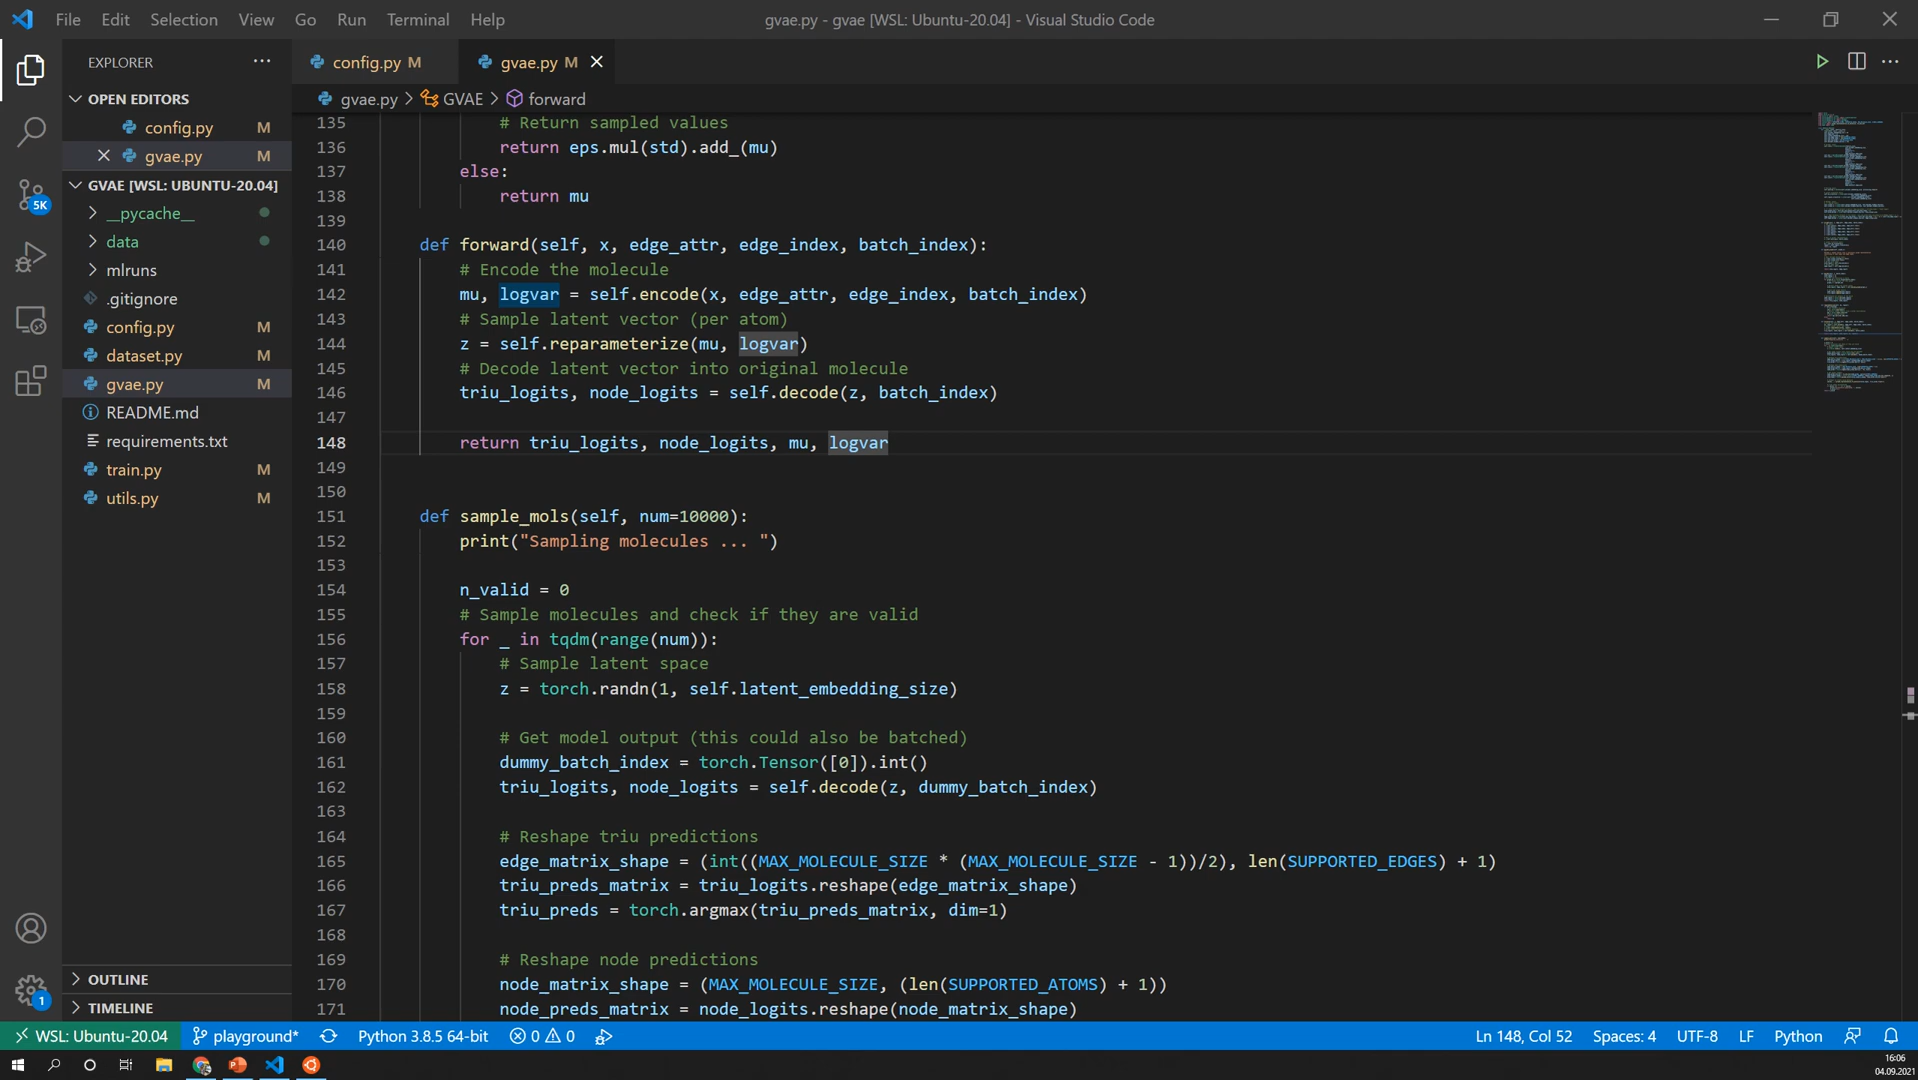 File Edit Selection View Go Run Terminal Help
gvae.py - gvae [WSL: Ubuntu-20.04] - Visual Studio Code
EXPLORER
OPEN EDITORS
config.py M
gvae.py M
GVAE [WSL: UBUNTU-20.04]
__pycache__
data
mlruns
.gitignore
config.py M
dataset.py M
gvae.py M
README.md
requirements.txt
train.py M
utils.py M
OUTLINE
TIMELINE
5K
1
config.py M
gvae.py M
gvae.py > GVAE > forward
135 # Return sampled values
136 return eps.mul(std).add_(mu)
137 else:
138 return mu
139
140 def forward(self, x, edge_attr, edge_index, batch_index):
141 # Encode the molecule
142 mu, logvar = self.encode(x, edge_attr, edge_index, batch_index)
143 # Sample latent vector (per atom)
144 z = self.reparameterize(mu, logvar)
145 # Decode latent vector into original molecule
146 triu_logits, node_logits = self.decode(z, batch_index)
147
148 return triu_logits, node_logits, mu, logvar
149
150
151 def sample_mols(self, num=10000):
152 print("Sampling molecules ... ")
153
154 n_valid = 0
155 # Sample molecules and check if they are valid
156 for _ in tqdm(range(num)):
157 # Sample latent space
158 z = torch.randn(1, self.latent_embedding_size)
159
160 # Get model output (this could also be batched)
161 dummy_batch_index = torch.Tensor([0]).int()
162 triu_logits, node_logits = self.decode(z, dummy_batch_index)
163
164 # Reshape triu predictions
165 edge_matrix_shape = (int((MAX_MOLECULE_SIZE * (MAX_MOLECULE_SIZE - 1))/2), len(SUPPORTED_EDGES) + 1)
166 triu_preds_matrix = triu_logits.reshape(edge_matrix_shape)
167 triu_preds = torch.argmax(triu_preds_matrix, dim=1)
168
169 # Reshape node predictions
170 node_matrix_shape = (MAX_MOLECULE_SIZE, (len(SUPPORTED_ATOMS) + 1))
171 node_preds_matrix = node_logits.reshape(node_matrix_shape)
WSL: Ubuntu-20.04 playground* Python 3.8.5 64-bit 0 0 Ln 148, Col 52 Spaces: 4 UTF-8 LF Python
16:06
04.09.2021